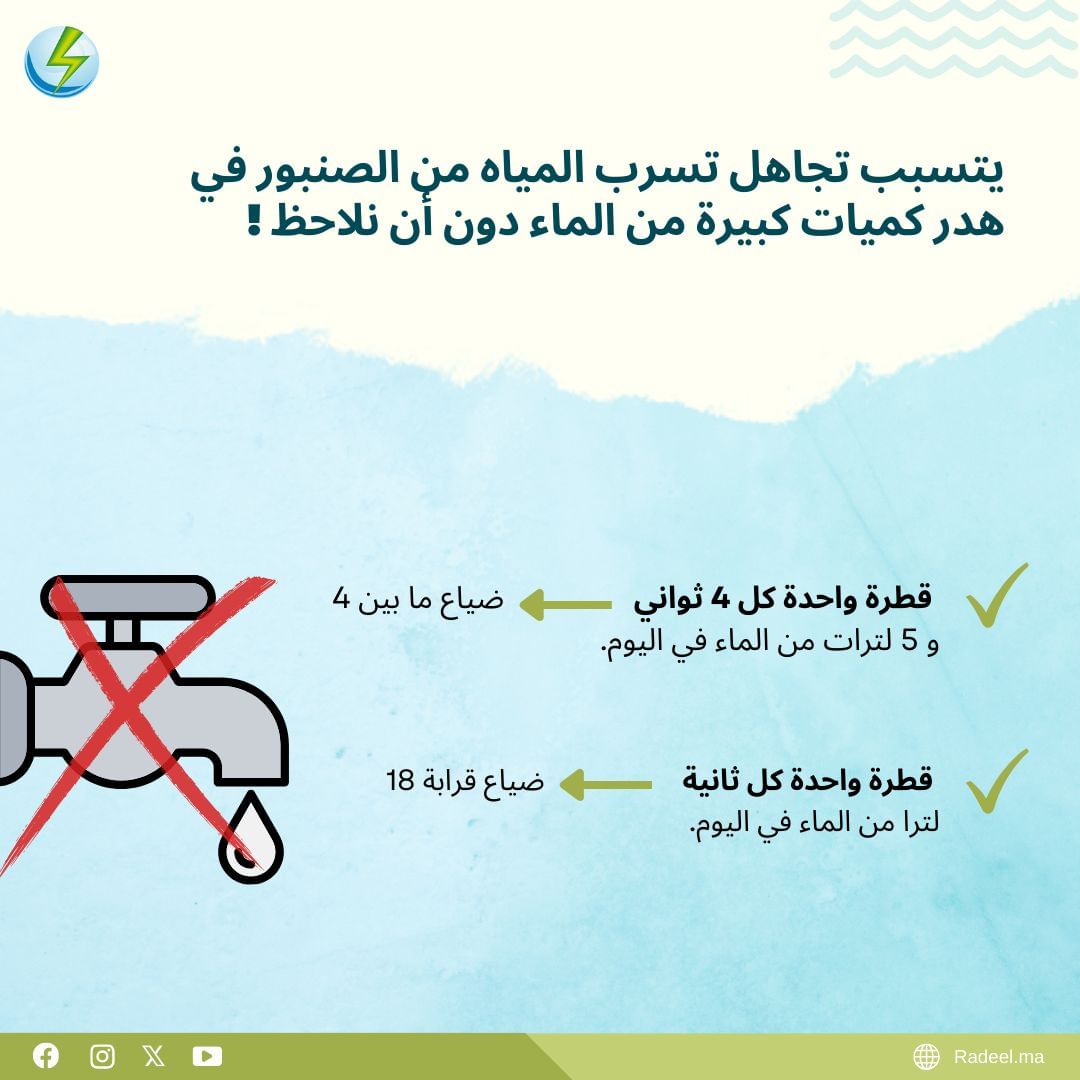 يتسبب تجاهل تسرب المياه من الصنبور في
هدر كميات كبيرة من الماء دون أن نلاحظ !
قطرة واحدة كل 4 ثواني ضياع ما بين 4
و 5 لترات من الماء في اليوم.
قطرة واحدة كل ثانية ضياع قرابة 18
لترا من الماء في اليوم.
Radeel.ma